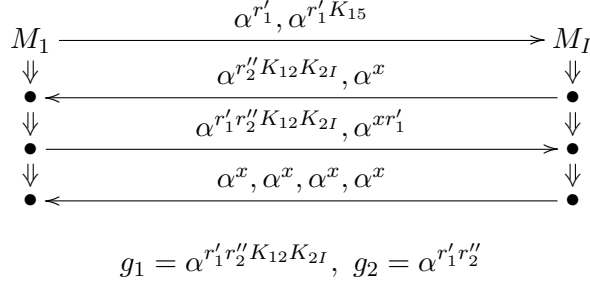 α^{r'_1}, α^{r'_1 K_{15}}
M_1 M_I
α^{r''_2 K_{12} K_{2I}}, α^x
α^{r'_1 r''_2 K_{12} K_{2I}}, α^{x r'_1}
α^x, α^x, α^x, α^x
g_1 = α^{r'_1 r''_2 K_{12} K_{2I}}, g_2 = α^{r'_1 r''_2}